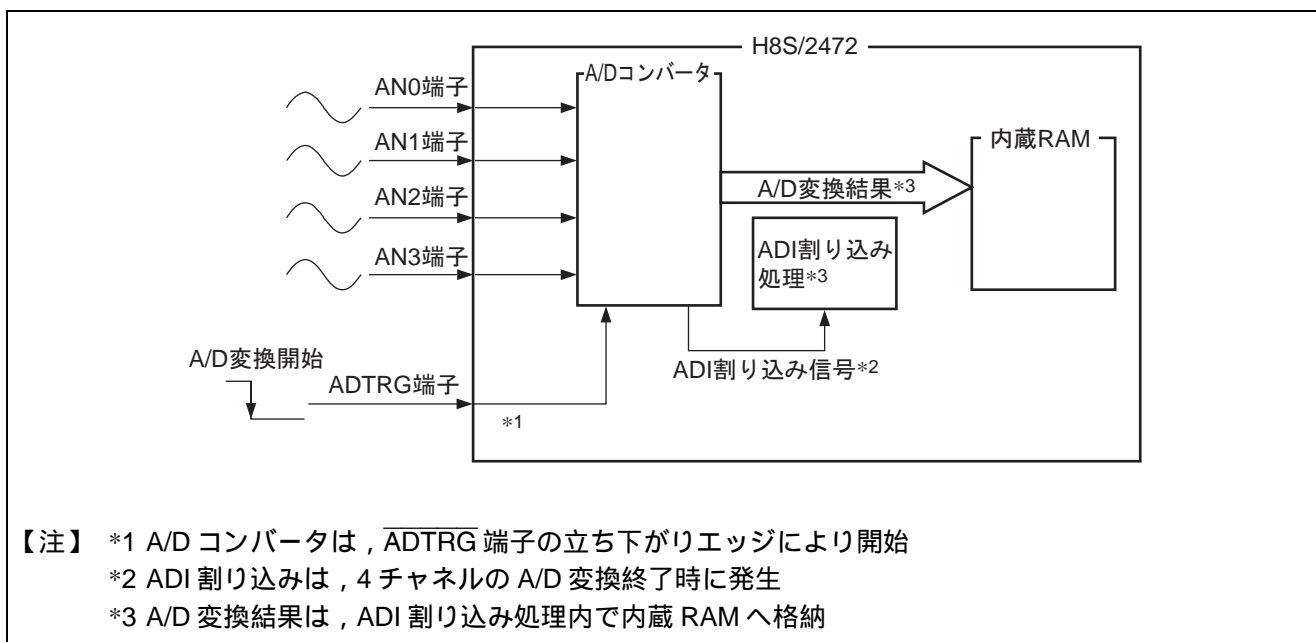 H8S/2472
A/Dコンバータ
AN0端子
AN1端子
AN2端子
AN3端子
内蔵RAM
A/D変換結果*3
ADI割り込み
処理*3
ADI割り込み信号*2
A/D変換開始
ADTRG端子
*1
【注】 *1 A/D コンバータは，ADTRG 端子の立ち下がりエッジにより開始
*2 ADI 割り込みは，4 チャネルの A/D 変換終了時に発生
*3 A/D 変換結果は，ADI 割り込み処理内で内蔵 RAM へ格納